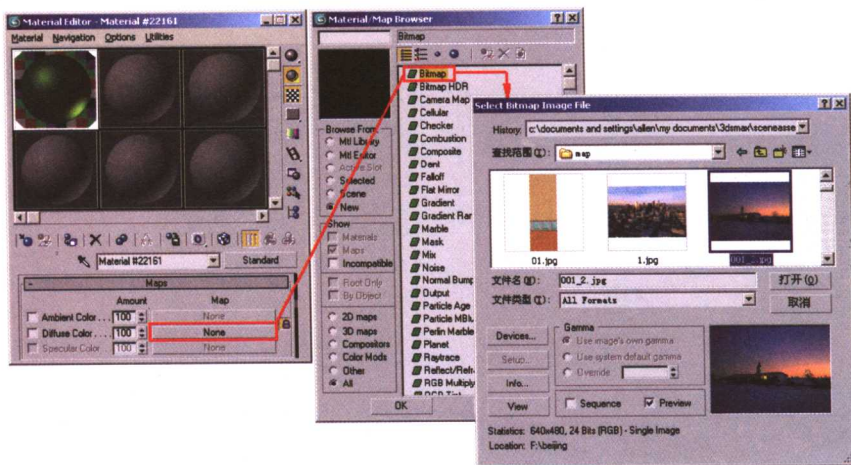 Material Editor - Material #22161
Material Navigation Options Utilities
Material #22161
Standard
Maps
Amount Map
Ambient Color . . . 100 None
Diffuse Color . . . . 100 None
Specular Color 100 None
Material/Map Browser
Bitmap
Browse From:
Mtl Library
Mtl Editor
Active Slot
Selected
Scene
New
Show
Materials
Maps
Incompatible
Root Only
By Object
2D maps
3D maps
Compositors
Color Mods
Other
All
Bitmap
Bitmap HDR
Camera Map
Cellular
Checker
Combustion
Composite
Dent
Falloff
Flat Mirror
Gradient
Gradient Ram
Marble
Mask
Mix
Noise
Normal Bump
Output
Particle Age
Particle MBlu
Perlin Marble
Planet
Raytrace
Reflect/Refra
RGB Multiply
RGB Tint
OK
Select Bitmap Image File
History: c:\documents and settings\allen\my documents\3dsmax\sceneasse
查找范围(I): map
01.jpg
1.jpg
001_2.jpg
文件名(N): 001_2.jpg
打开(O)
文件类型(T): All Formats
取消
Devices...
Setup...
Info...
View
Gamma
Use image's own gamma
Use system default gamma
Override
Sequence
Preview
Statistics: 640x480, 24 Bits (RGB) - Single Image
Location: F:\beijing